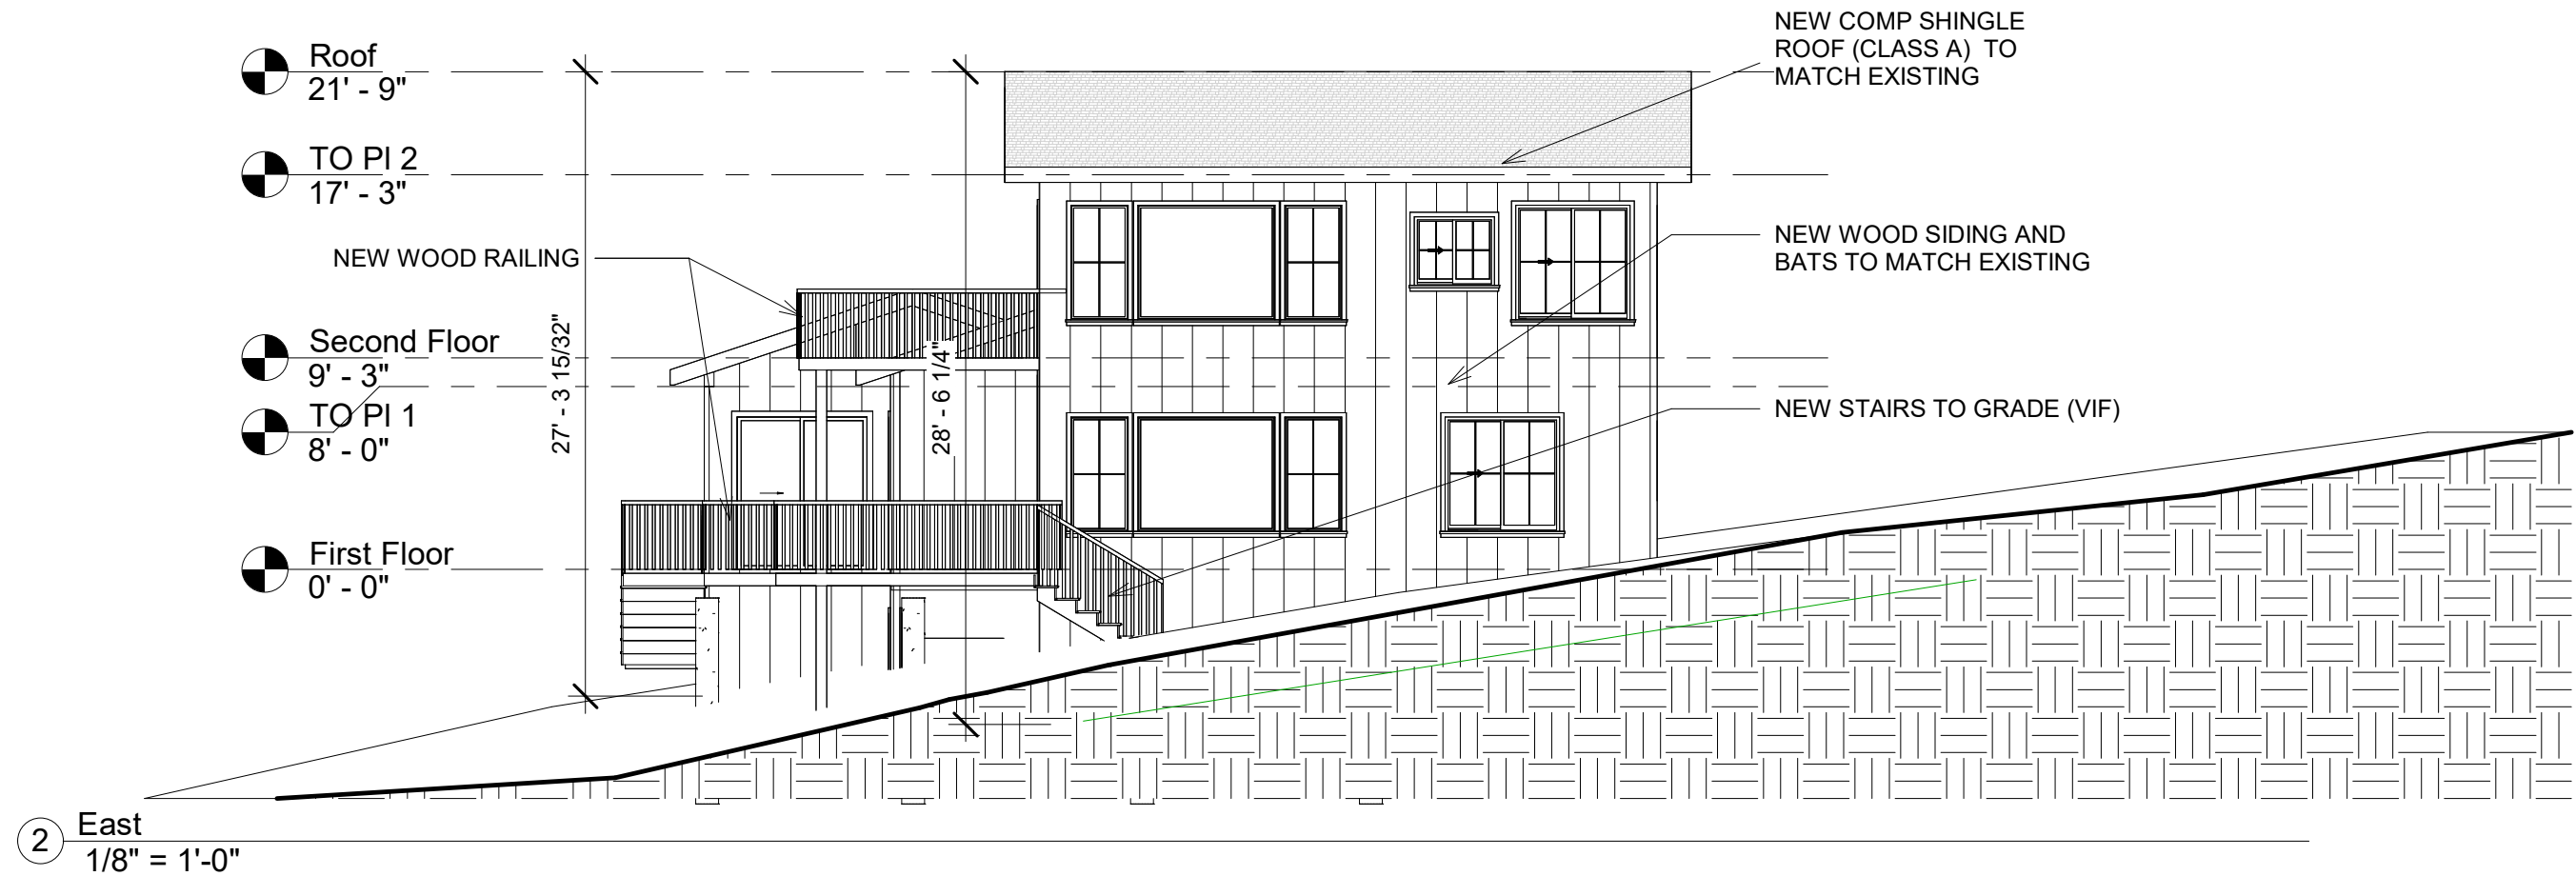 Roof
21' - 9"
TO Pl 2
17' - 3"
NEW WOOD RAILING
Second Floor
9' - 3"
TO Pl 1
8' - 0"
First Floor
0' - 0"
27' - 3 15/32"
28' - 6 1/4"
NEW COMP SHINGLE
ROOF (CLASS A) TO
MATCH EXISTING
NEW WOOD SIDING AND
BATS TO MATCH EXISTING
NEW STAIRS TO GRADE (VIF)
2
East
1/8" = 1'-0"